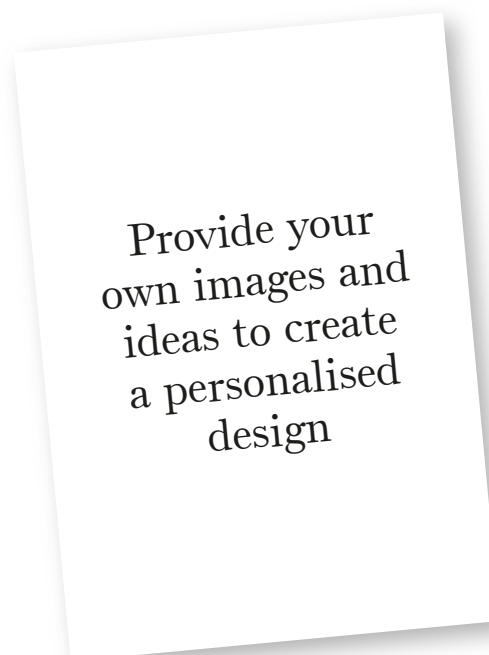 Provide your
own images and
ideas to create
a personalised
design